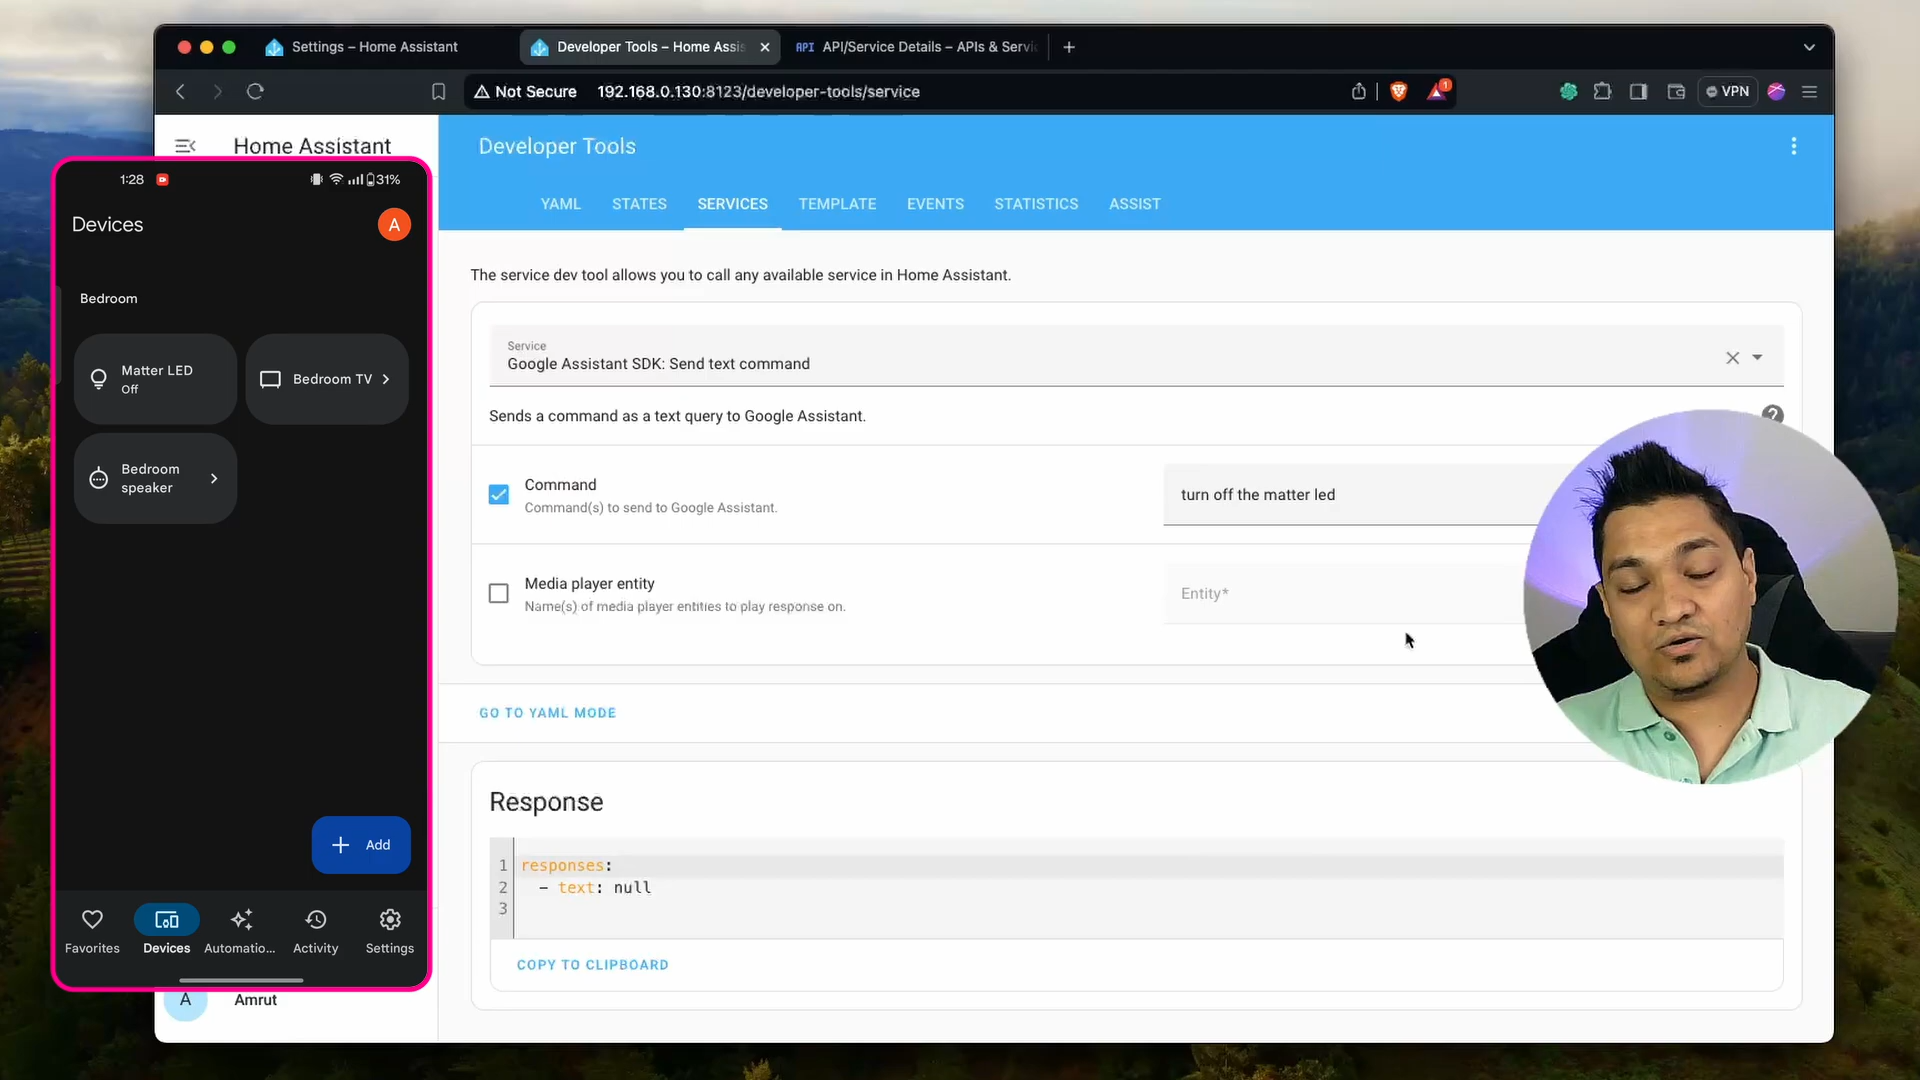 Settings – Home Assistant
Developer Tools – Home Assis
API API/Service Details – APIs & Servi
Not Secure 192.168.0.130:8123/developer-tools/service
1
VPN
Home Assistant
Developer Tools
YAML STATES SERVICES TEMPLATE EVENTS STATISTICS ASSIST
The service dev tool allows you to call any available service in Home Assistant.
Service
Google Assistant SDK: Send text command
Sends a command as a text query to Google Assistant.
?
Command
Command(s) to send to Google Assistant.
turn off the matter led
Media player entity
Name(s) of media player entities to play response on.
Entity*
GO TO YAML MODE
Response
1 responses:
2 - text: null
3
COPY TO CLIPBOARD
1:28
31%
Devices
A
Bedroom
Matter LED
Off
Bedroom TV
Bedroom
speaker
+ Add
Favorites Devices Automatio... Activity Settings
A Amrut